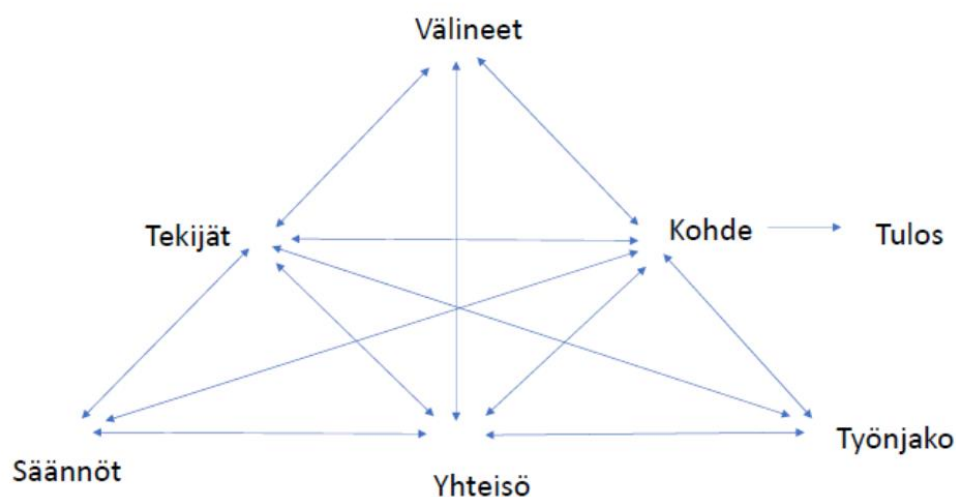 Välineet
Tekijät
Kohde
Tulos
Säännöt
Yhteisö
Työnjako